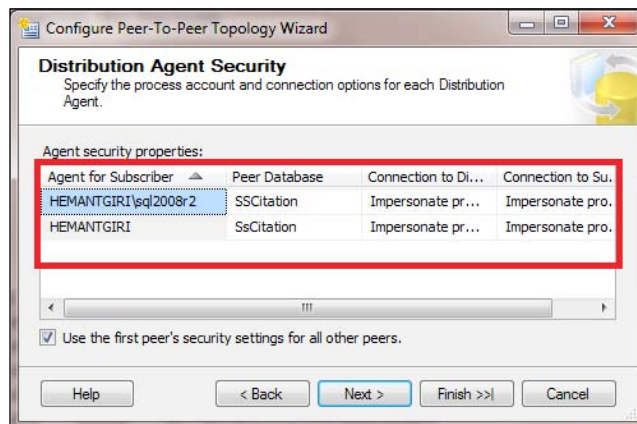 Configure Peer-To-Peer Topology Wizard
Distribution Agent Security
Specify the process account and connection options for each Distribution
Agent.
Agent security properties:
Agent for Subscriber Peer Database Connection to Di... Connection to Su.
HEMANTGIRI\sql2008r2 SSCitation Impersonate pr... Impersonate pro.
HEMANTGIRI SsCitation Impersonate pr... Impersonate pro.
Use the first peer's security settings for all other peers.
Help < Back Next > Finish >>| Cancel